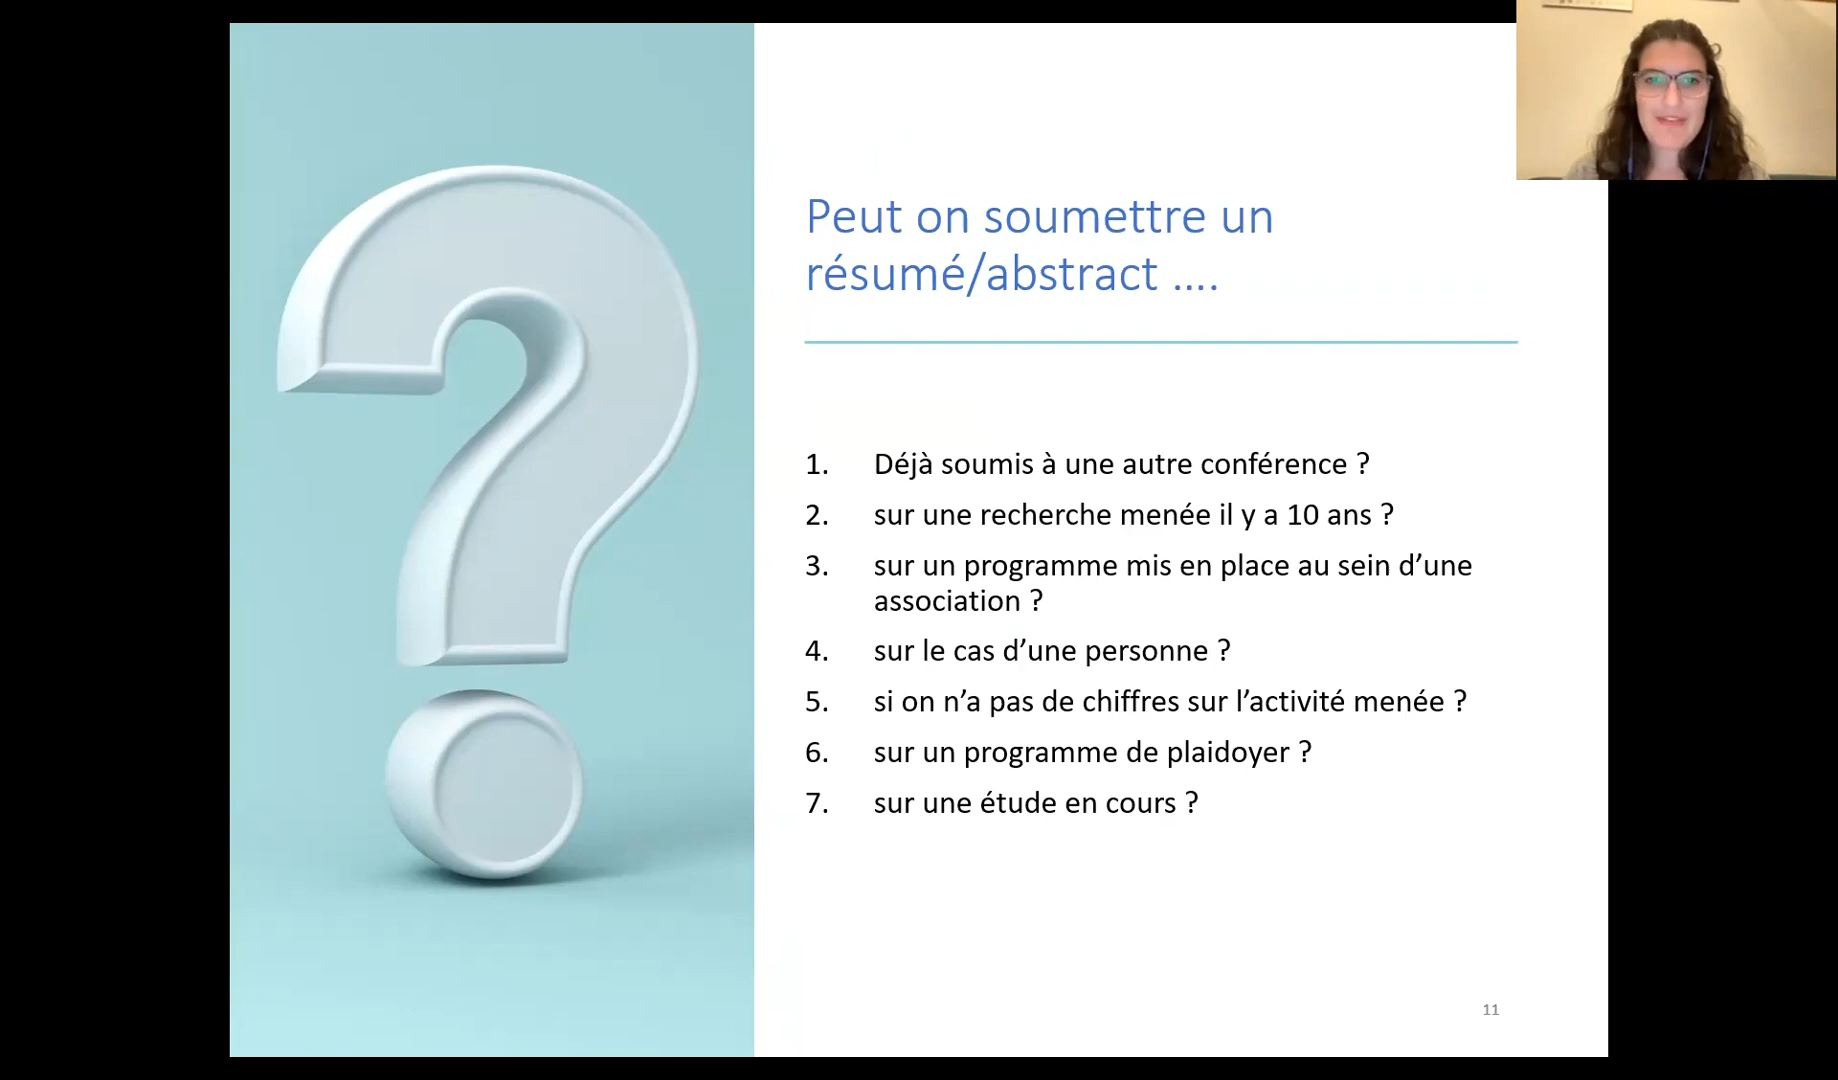 Peut on soumettre un
résumé/abstract ....
1. Déjà soumis à une autre conférence ?
2. sur une recherche menée il y a 10 ans ?
3. sur un programme mis en place au sein d’une
association ?
4. sur le cas d’une personne ?
5. si on n’a pas de chiffres sur l’activité menée ?
6. sur un programme de plaidoyer ?
7. sur une étude en cours ?
11